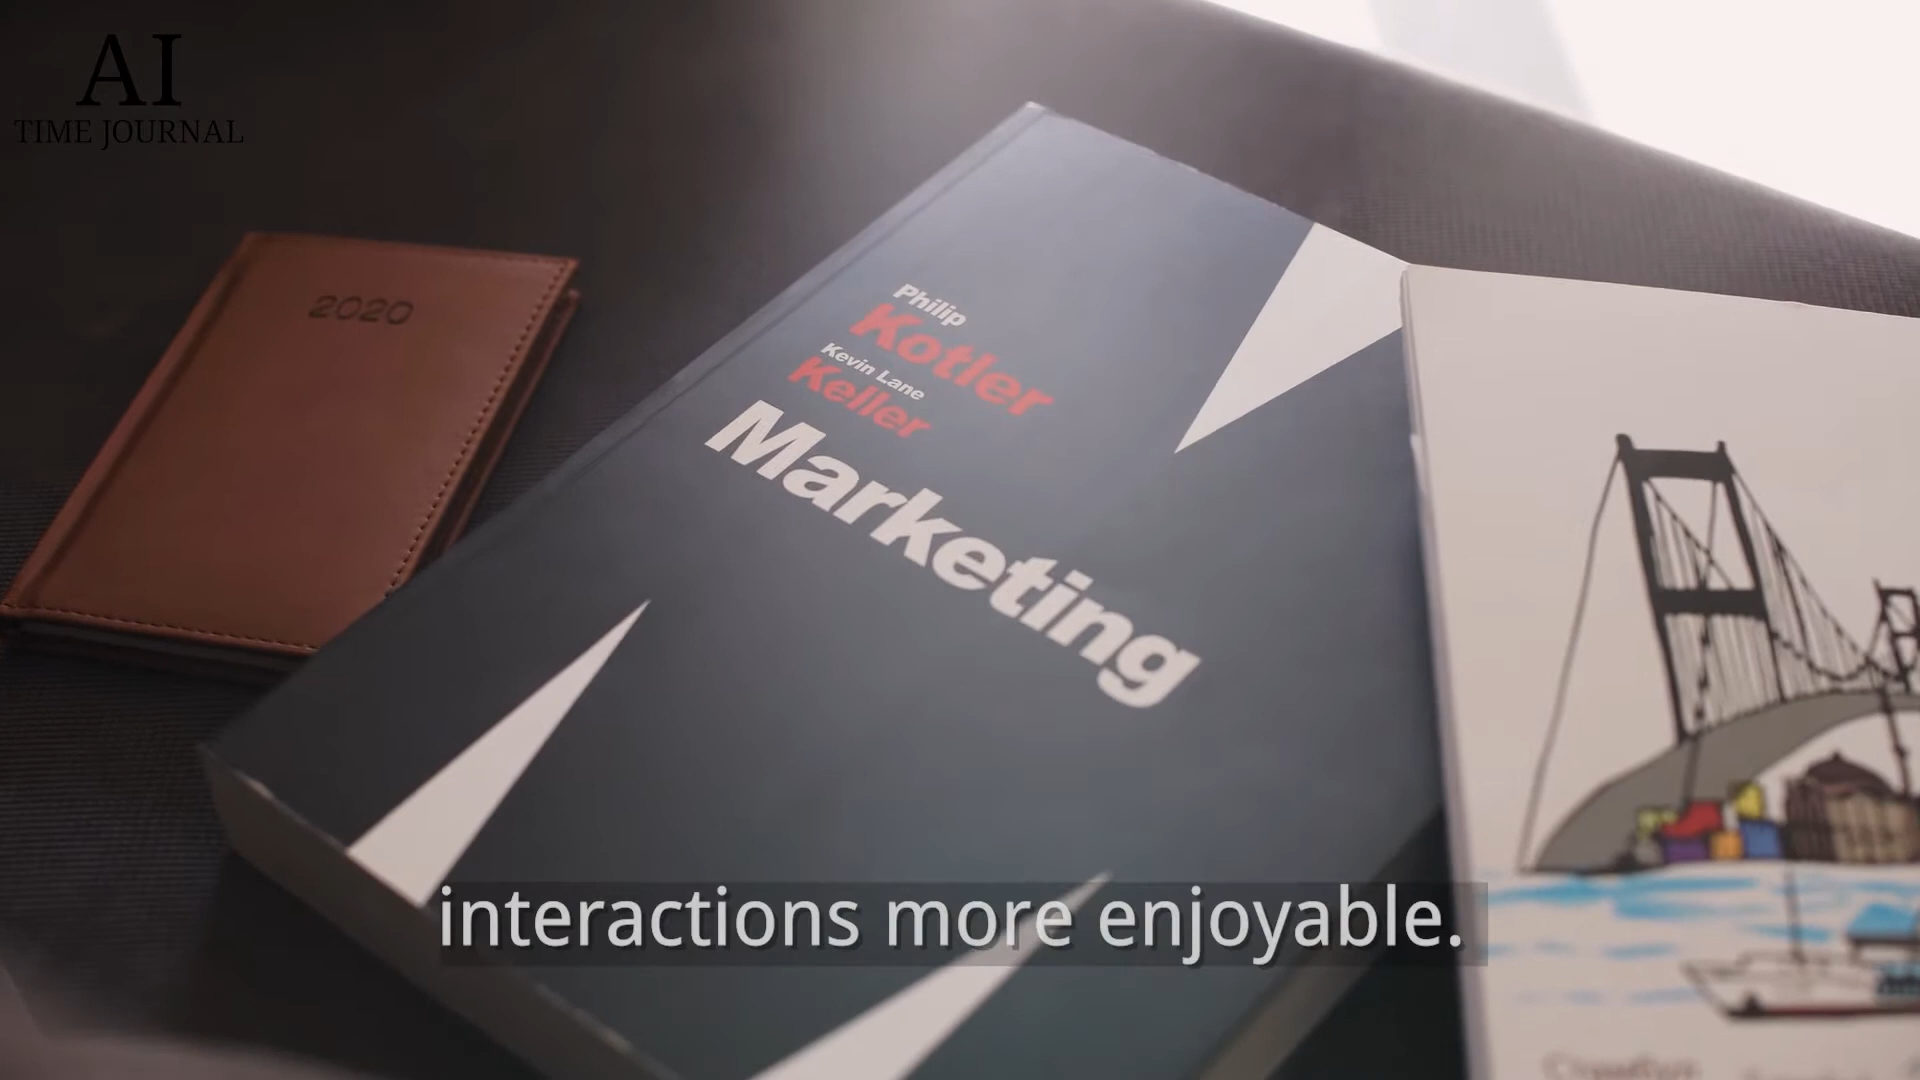 AI
TIME JOURNAL
2020
Philip
Kotler
Kevin Lane
Keller
Marketing
interactions more enjoyable.